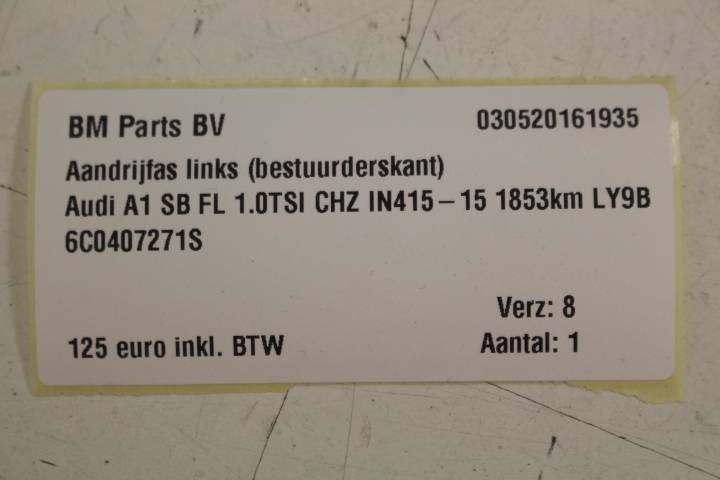 BM Parts BV 030520161935
Aandrijfas links (bestuurderskant)
Audi A1 SB FL 1.0TSI CHZ IN415-15 1853km LY9B
6C0407271S
Verz: 8
125 euro inkl. BTW Aantal: 1